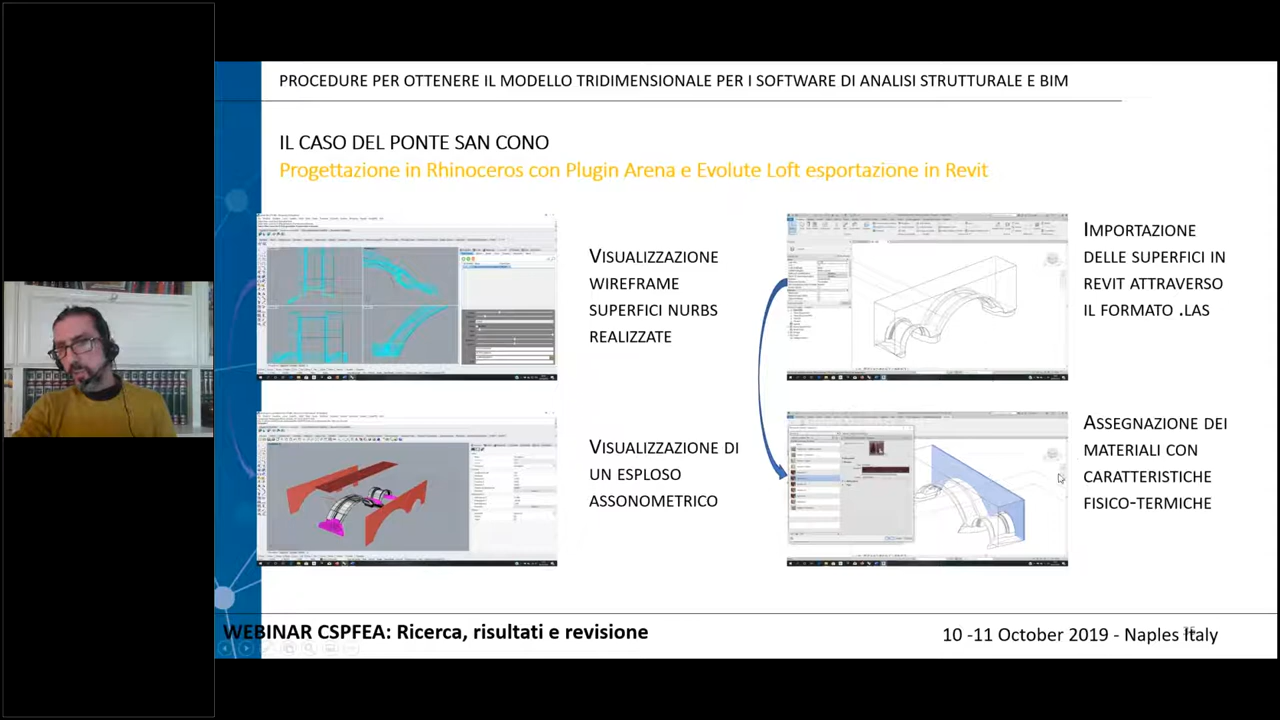 PROCEDURE PER OTTENERE IL MODELLO TRIDIMENSIONALE PER I SOFTWARE DI ANALISI STRUTTURALE E BIM
IL CASO DEL PONTE SAN CONO
Progettazione in Rhinoceros con Plugin Arena e Evolute Loft esportazione in Revit
VISUALIZZAZIONE
WIREFRAME
SUPERFICI NURBS
REALIZZATE
IMPORTAZIONE
DELLE SUPERFICI IN
REVIT ATTRAVERSO
IL FORMATO .LAS
VISUALIZZAZIONE DI
UN ESPLOSO
ASSONOMETRICO
ASSEGNAZIONE DEI
MATERIALI CON
CARATTERISTICHE
FISICO-TERMICHE
WEBINAR CSPFEA: Ricerca, risultati e revisione
10 -11 October 2019 - Naples Italy